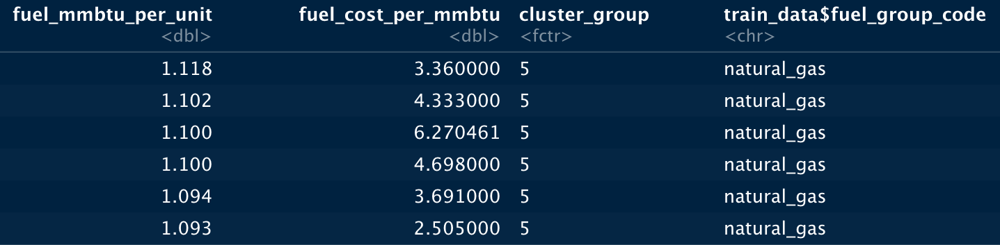 fuel_mmbtu_per_unit fuel_cost_per_mmbtu cluster_group train_data$fuel_group_code
<dbl> <dbl> <fctr> <chr>
1.118 3.360000 5 natural_gas
1.102 4.333000 5 natural_gas
1.100 6.270461 5 natural_gas
1.100 4.698000 5 natural_gas
1.094 3.691000 5 natural_gas
1.093 2.505000 5 natural_gas